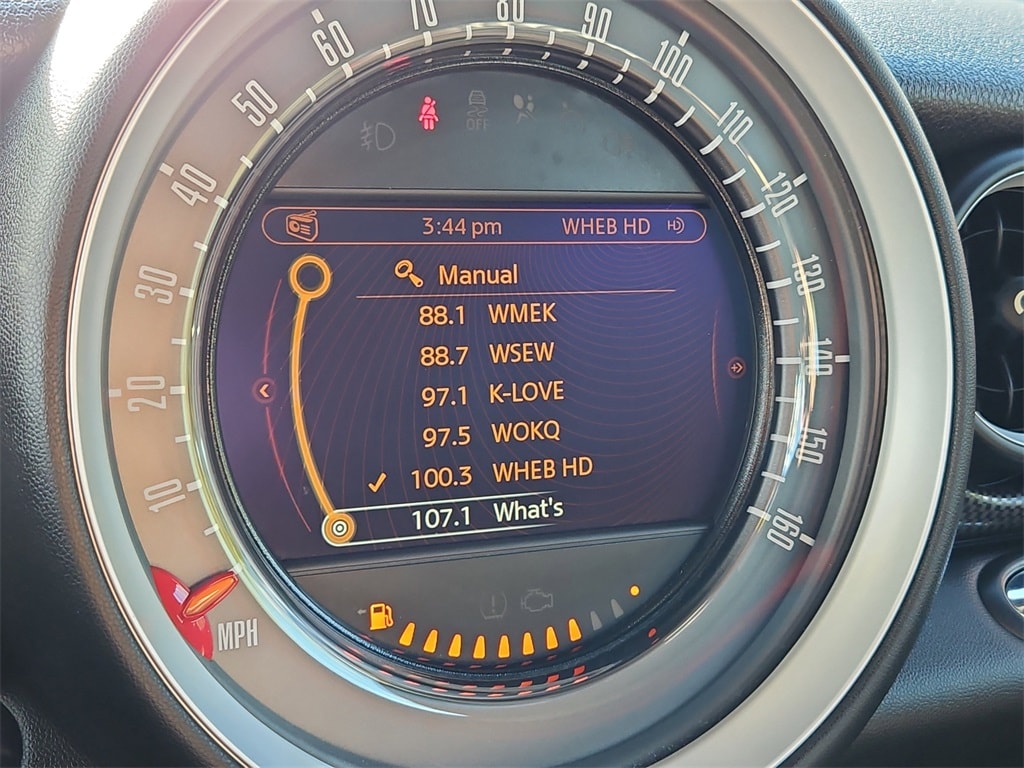 10
20
30
40
50
60
70
80
90
100
110
120
130
140
150
160
MPH
OFF
3:44 pm WHEB HD HD
Manual
88.1 WMEK
88.7 WSEW
97.1 K-LOVE
97.5 WOKQ
100.3 WHEB HD
107.1 What's